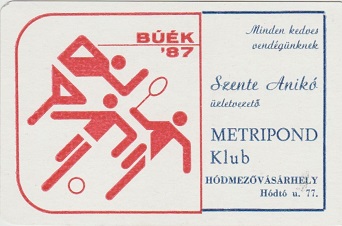 BÚÉK
'87
Minden kedves
vendégünknek
Szente Anikó
üzletvezető
METRIPOND
Klub
HÓDMEZŐVÁSÁRHELY
Hódtó u. 77.